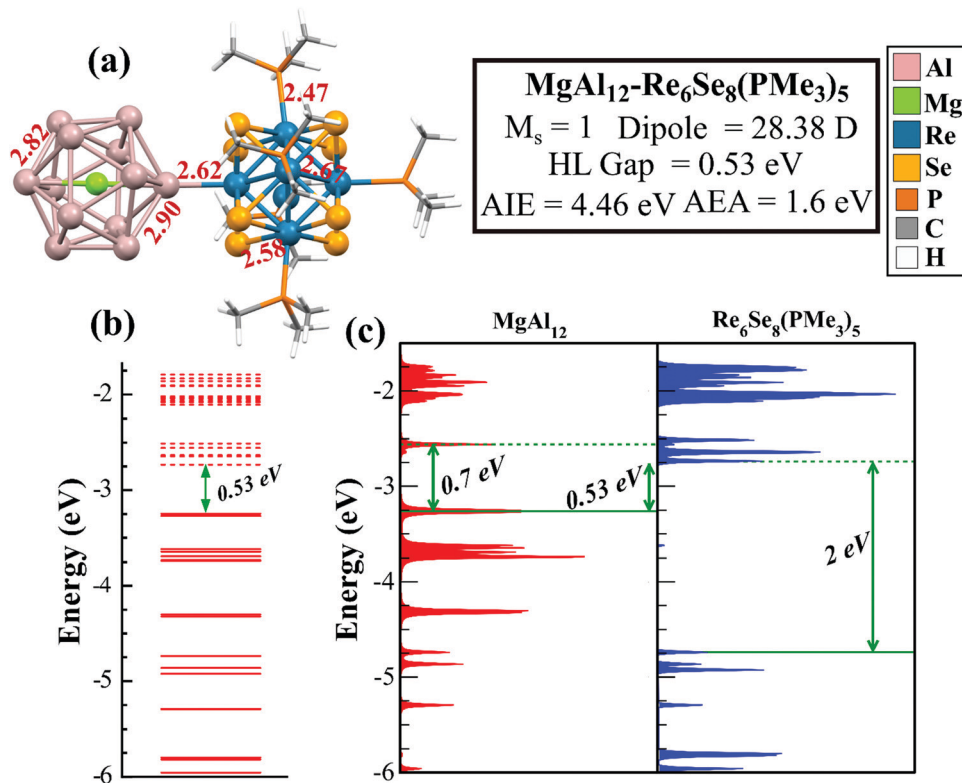 (a)
2.47
2.82
2.62
2.67
2.90
2.58
MgAl₁₂-Re₆Se₈(PMe₃)₅
Mₛ = 1 Dipole = 28.38 D
HL Gap = 0.53 eV
AIE = 4.46 eV AEA = 1.6 eV
Al
Mg
Re
Se
P
C
H
(b)
Energy (eV)
-2
-3
-4
-5
-6
0.53 eV
(c)
MgAl₁₂
Re₆Se₈(PMe₃)₅
Energy (eV)
-2
-3
-4
-5
-6
0.7 eV
0.53 eV
2 eV